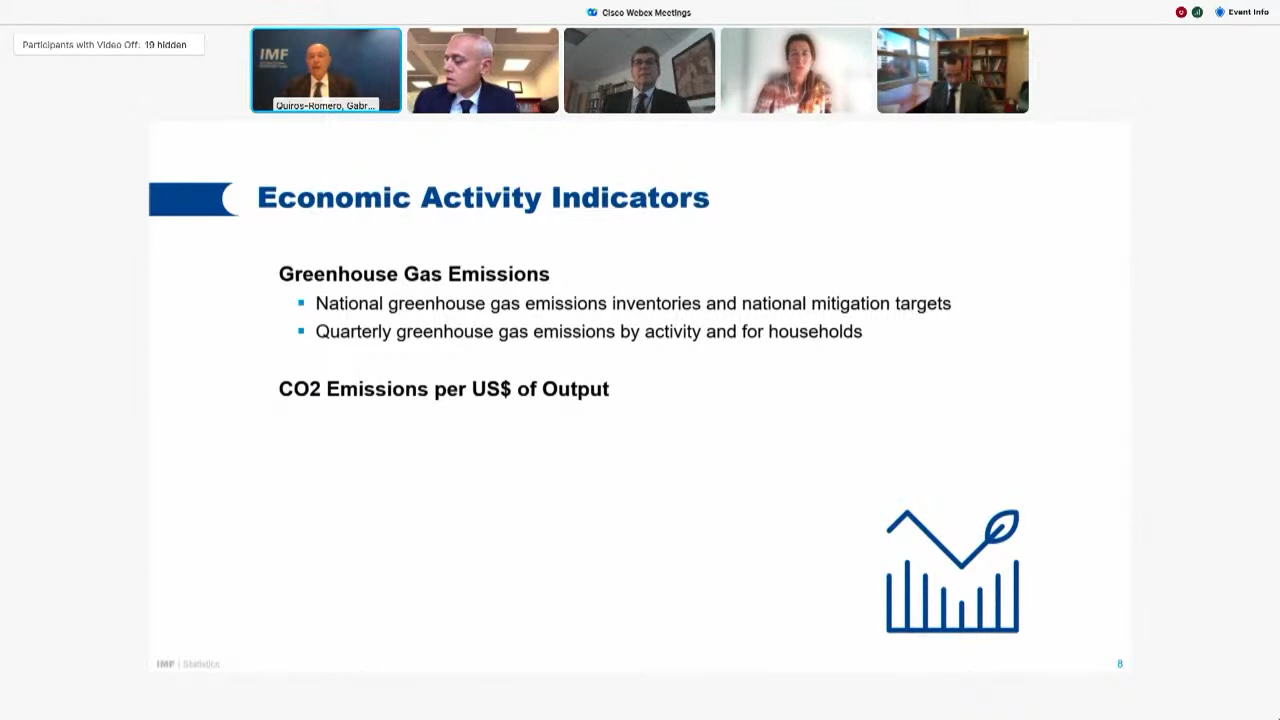 Cisco Webex Meetings
Event Info
Participants with Video Off: 19 hidden
IMF
Quiros-Romero, Gabr...
Economic Activity Indicators
Greenhouse Gas Emissions
National greenhouse gas emissions inventories and national mitigation targets
Quarterly greenhouse gas emissions by activity and for households
CO2 Emissions per US$ of Output
IMF | Statistics
8